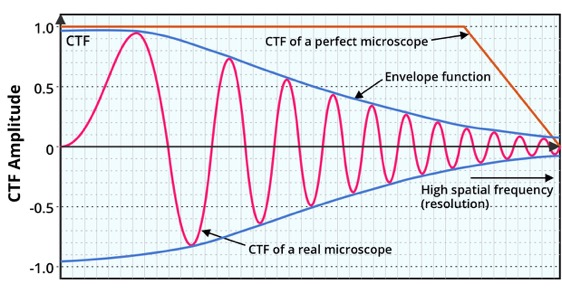 1.0
CTF
CTF of a perfect microscope
Envelope function
0.5
CTF Amplitude
0
High spatial frequency
(resolution)
-0.5
CTF of a real microscope
-1.0